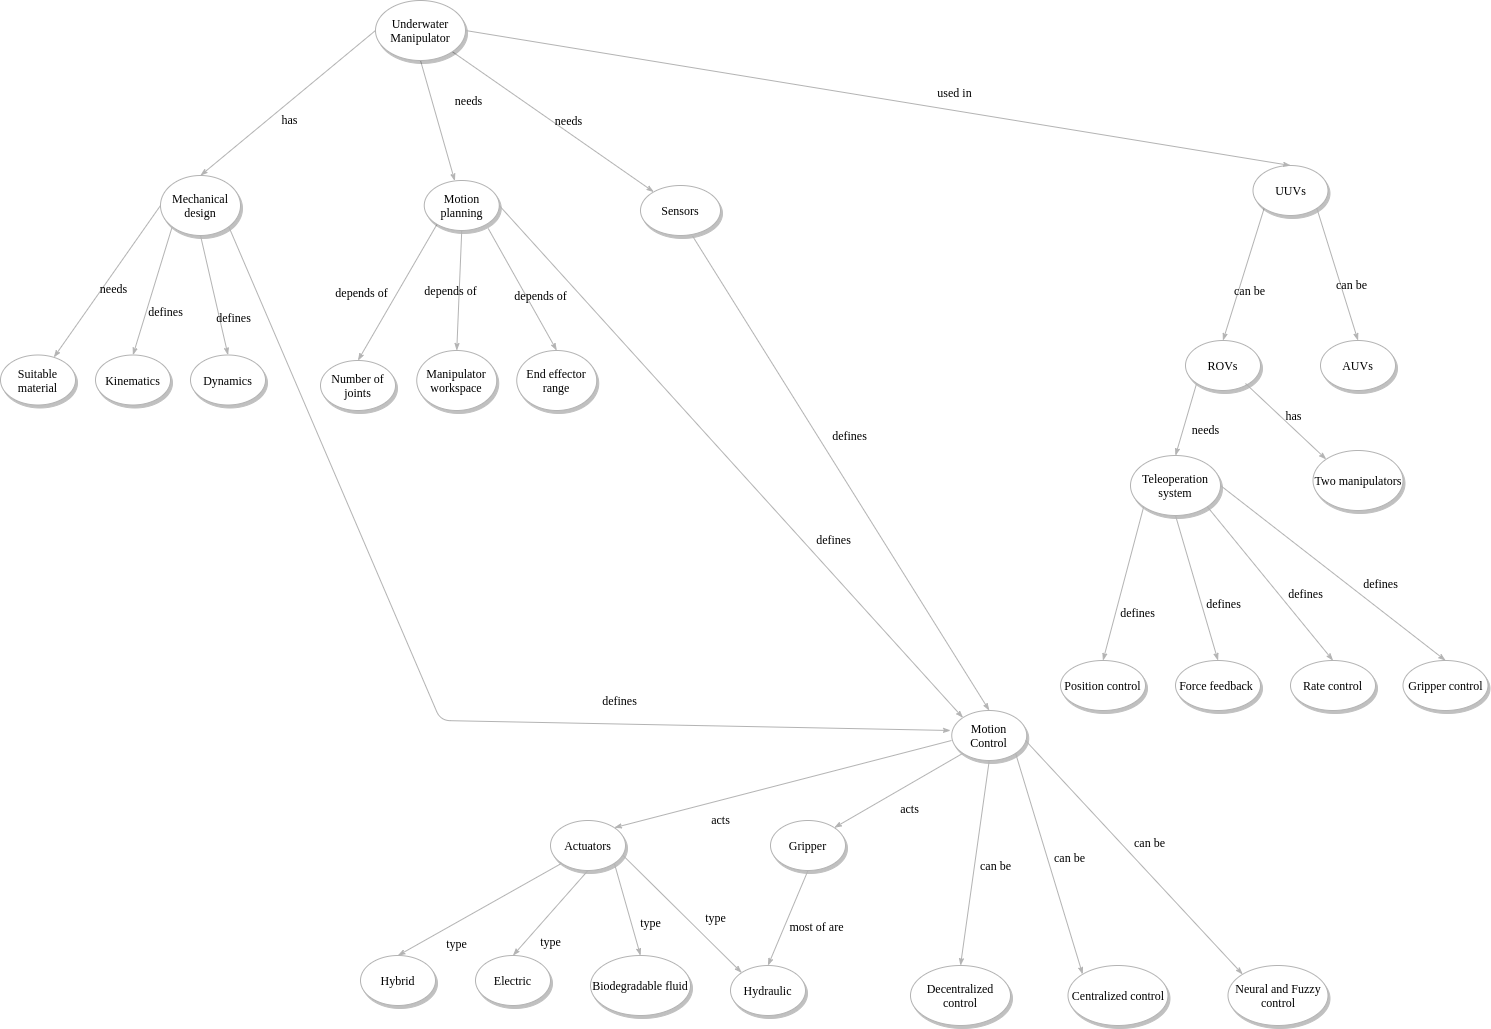 Underwater
Manipulator
used in
needs
has
needs
Mechanical
design
Motion
planning
Sensors
UUVs
needs
defines
defines
depends of
depends of
depends of
can be
can be
Suitable
material
Kinematics
Dynamics
Number of
joints
Manipulator
workspace
End effector
range
ROVs
AUVs
defines
needs
has
Teleoperation
system
Two manipulators
defines
defines
defines
defines
defines
Position control
Force feedback
Rate control
Gripper control
defines
Motion
Control
acts
acts
Actuators
Gripper
can be
can be
can be
type
type
type
type
most of are
Hybrid
Electric
Biodegradable fluid
Hydraulic
Decentralized
control
Centralized control
Neural and Fuzzy
control